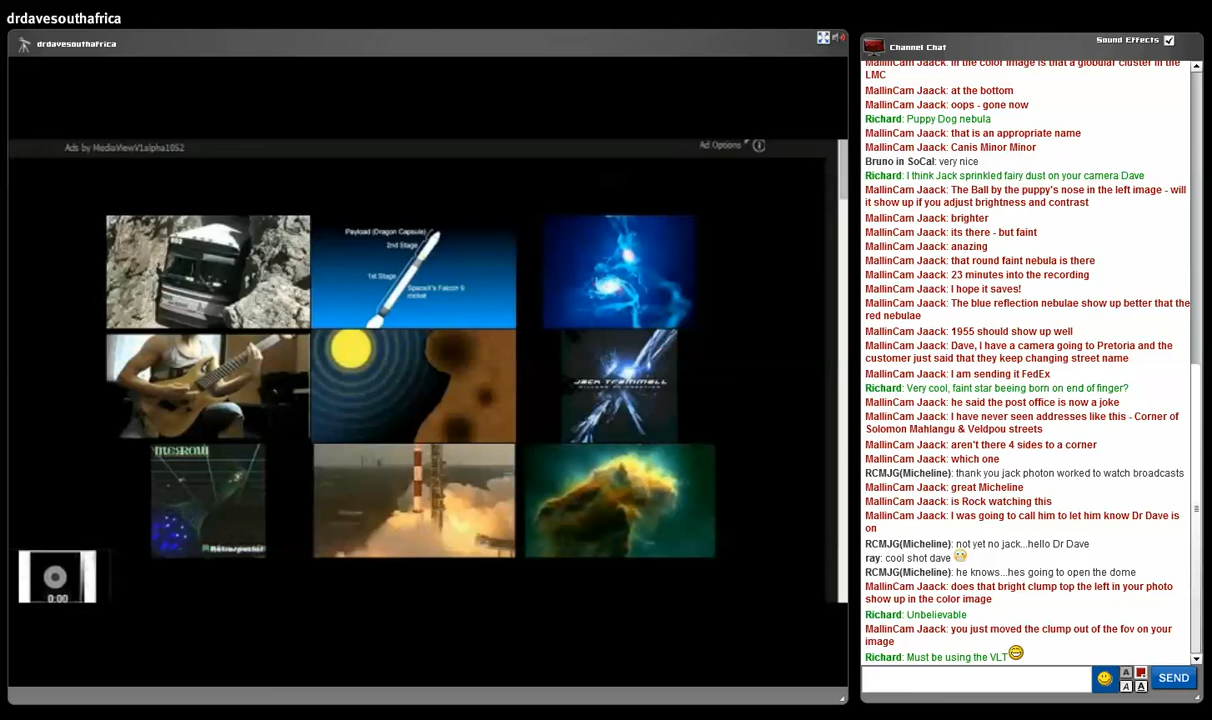 drdavesouthafrica
drdavesouthafrica
Ads by MediaViewV1alpha1052
Ad Options
Payload (Dragon Capsule)
2nd Stage
1st Stage
SpaceX's Falcon 9
rocket
JACK TRAMMELL
Retrospector
0:00
Channel Chat
Sound Effects
MallinCam Jaack: in the color image is that a globular cluster in the
LMC
MallinCam Jaack: at the bottom
MallinCam Jaack: oops - gone now
Richard: Puppy Dog nebula
MallinCam Jaack: that is an appropriate name
MallinCam Jaack: Canis Minor Minor
Bruno in SoCal: very nice
Richard: I think Jack sprinkled fairy dust on your camera Dave
MallinCam Jaack: The Ball by the puppy's nose in the left image - will
it show up if you adjust brightness and contrast
MallinCam Jaack: brighter
MallinCam Jaack: its there - but faint
MallinCam Jaack: anazing
MallinCam Jaack: that round faint nebula is there
MallinCam Jaack: 23 minutes into the recording
MallinCam Jaack: I hope it saves!
MallinCam Jaack: The blue reflection nebulae show up better that the
red nebulae
MallinCam Jaack: 1955 should show up well
MallinCam Jaack: Dave, I have a camera going to Pretoria and the
customer just said that they keep changing street name
MallinCam Jaack: I am sending it FedEx
Richard: Very cool, faint star beeing born on end of finger?
MallinCam Jaack: he said the post office is now a joke
MallinCam Jaack: I have never seen addresses like this - Corner of
Solomon Mahlangu & Veldpou streets
MallinCam Jaack: aren't there 4 sides to a corner
MallinCam Jaack: which one
RCMJG(Micheline): thank you jack photon worked to watch broadcasts
MallinCam Jaack: great Micheline
MallinCam Jaack: is Rock watching this
MallinCam Jaack: I was going to call him to let him know Dr Dave is
on
RCMJG(Micheline): not yet no jack...hello Dr Dave
ray: cool shot dave
RCMJG(Micheline): he knows...hes going to open the dome
MallinCam Jaack: does that bright clump top the left in your photo
show up in the color image
Richard: Unbelievable
MallinCam Jaack: you just moved the clump out of the fov on your
image
Richard: Must be using the VLT
A
A A
SEND